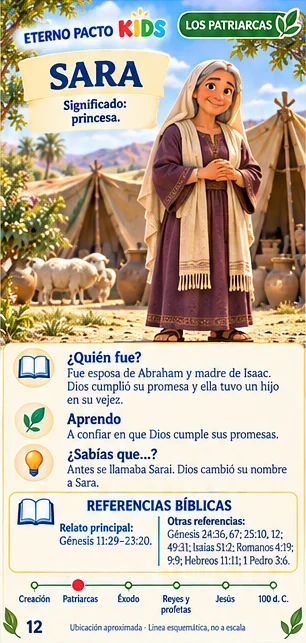 ETERNO PACTO KIDS
LOS PATRIARCAS
SARA
Significado:
princesa.
¿Quién fue?
Fue esposa de Abraham y madre de Isaac.
Dios cumplió su promesa y ella tuvo un hijo
en su vejez.
Aprendo
A confiar en que Dios cumple sus promesas.
¿Sabías que...?
Antes se llamaba Sarai. Dios cambió su nombre
a Sara.
REFERENCIAS BÍBLICAS
Relato principal:
Génesis 11:29–23:20.
Otras referencias:
Génesis 24:36, 67; 25:10, 12;
49:31; Isaías 51:2; Romanos 4:19;
9:9; Hebreos 11:11; 1 Pedro 3:6.
Creación
Patriarcas
Éxodo
Reyes y
profetas
Jesús
100 d. C.
12
Ubicación aproximada · Línea esquemática, no a escala